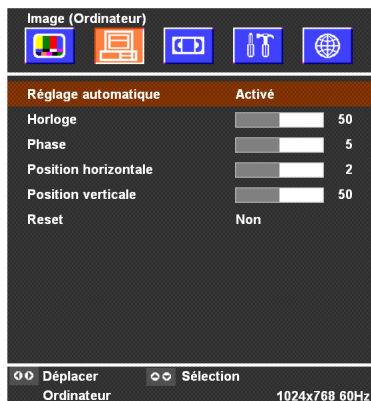 Image (Ordinateur)
Réglage automatique Activé
Horloge 50
Phase 5
Position horizontale 2
Position verticale 50
Reset Non
Déplacer Sélection
Ordinateur 1024x768 60Hz